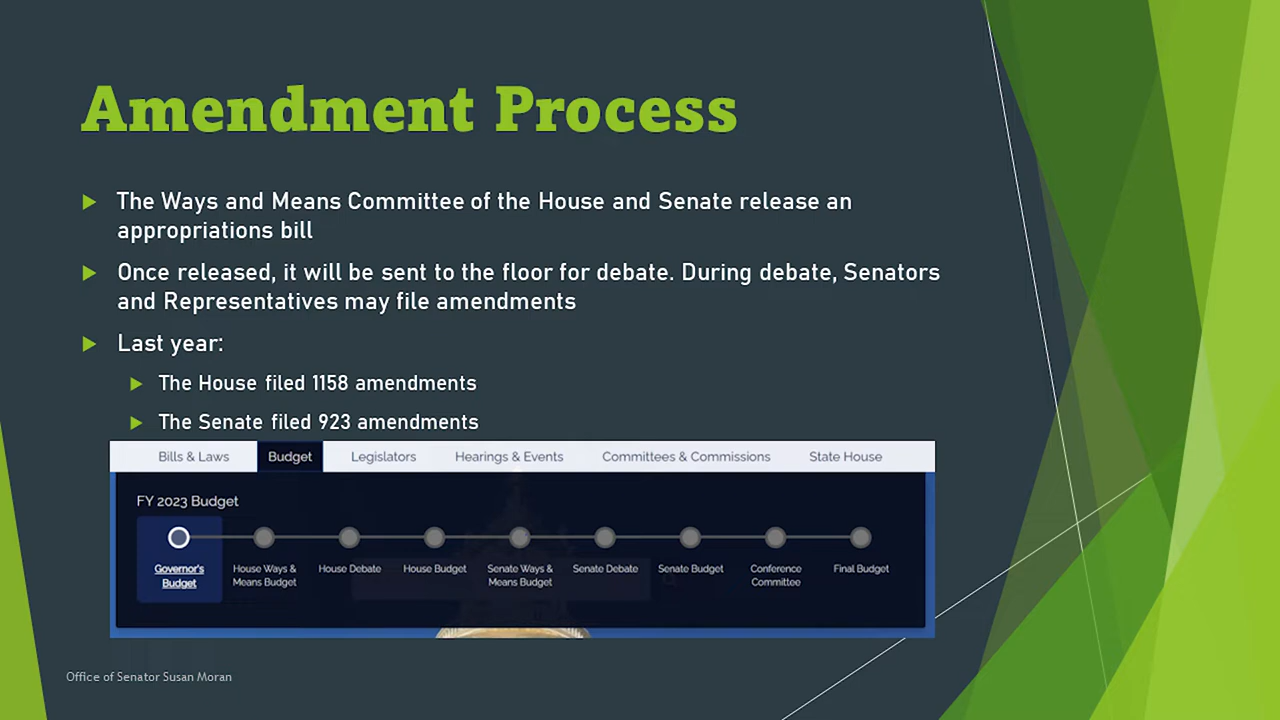 Amendment Process
The Ways and Means Committee of the House and Senate release an
appropriations bill
Once released, it will be sent to the floor for debate. During debate, Senators
and Representatives may file amendments
Last year:
The House filed 1158 amendments
The Senate filed 923 amendments
Bills & Laws Budget Legislators Hearings & Events Committees & Commissions State House
FY 2023 Budget
Governor's Budget
House Ways & Means Budget
House Debate
House Budget
Senate Ways & Means Budget
Senate Debate
Senate Budget
Conference Committee
Final Budget
Office of Senator Susan Moran